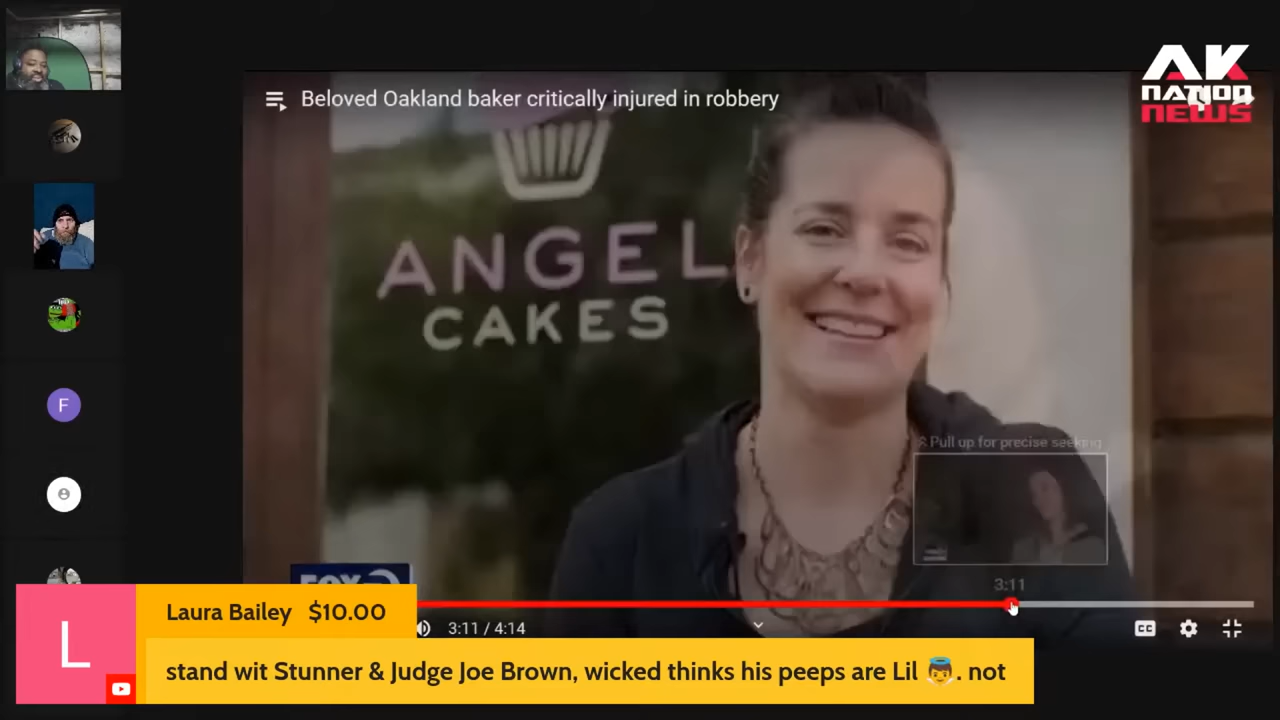 AK
NATION
NEWS
Beloved Oakland baker critically injured in robbery
ANGEL
CAKES
Pull up for precise seeking
3:11
F
FOX
L
Laura Bailey $10.00
3:11 / 4:14
CC
stand wit Stunner & Judge Joe Brown, wicked thinks his peeps are Lil 👼. not